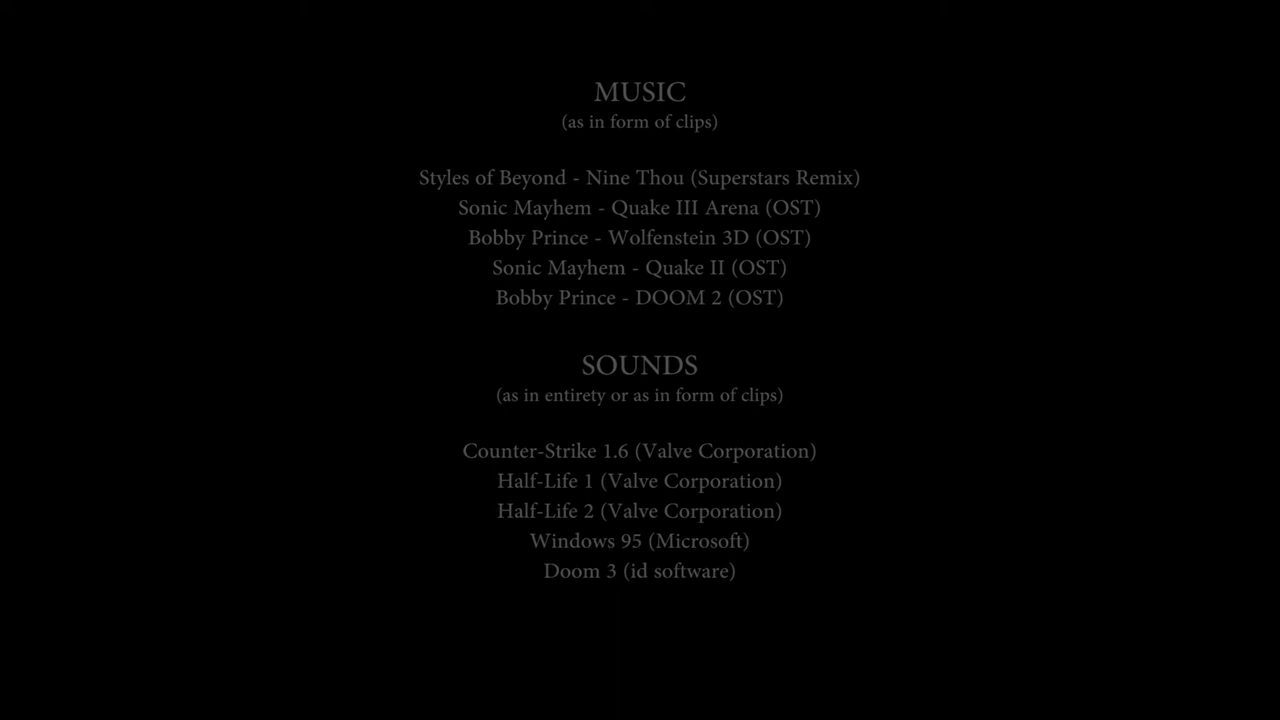 MUSIC
(as in form of clips)
Styles of Beyond - Nine Thou (Superstars Remix)
Sonic Mayhem - Quake III Arena (OST)
Bobby Prince - Wolfenstein 3D (OST)
Sonic Mayhem - Quake II (OST)
Bobby Prince - DOOM 2 (OST)
SOUNDS
(as in entirety or as in form of clips)
Counter-Strike 1.6 (Valve Corporation)
Half-Life 1 (Valve Corporation)
Half-Life 2 (Valve Corporation)
Windows 95 (Microsoft)
Doom 3 (id software)